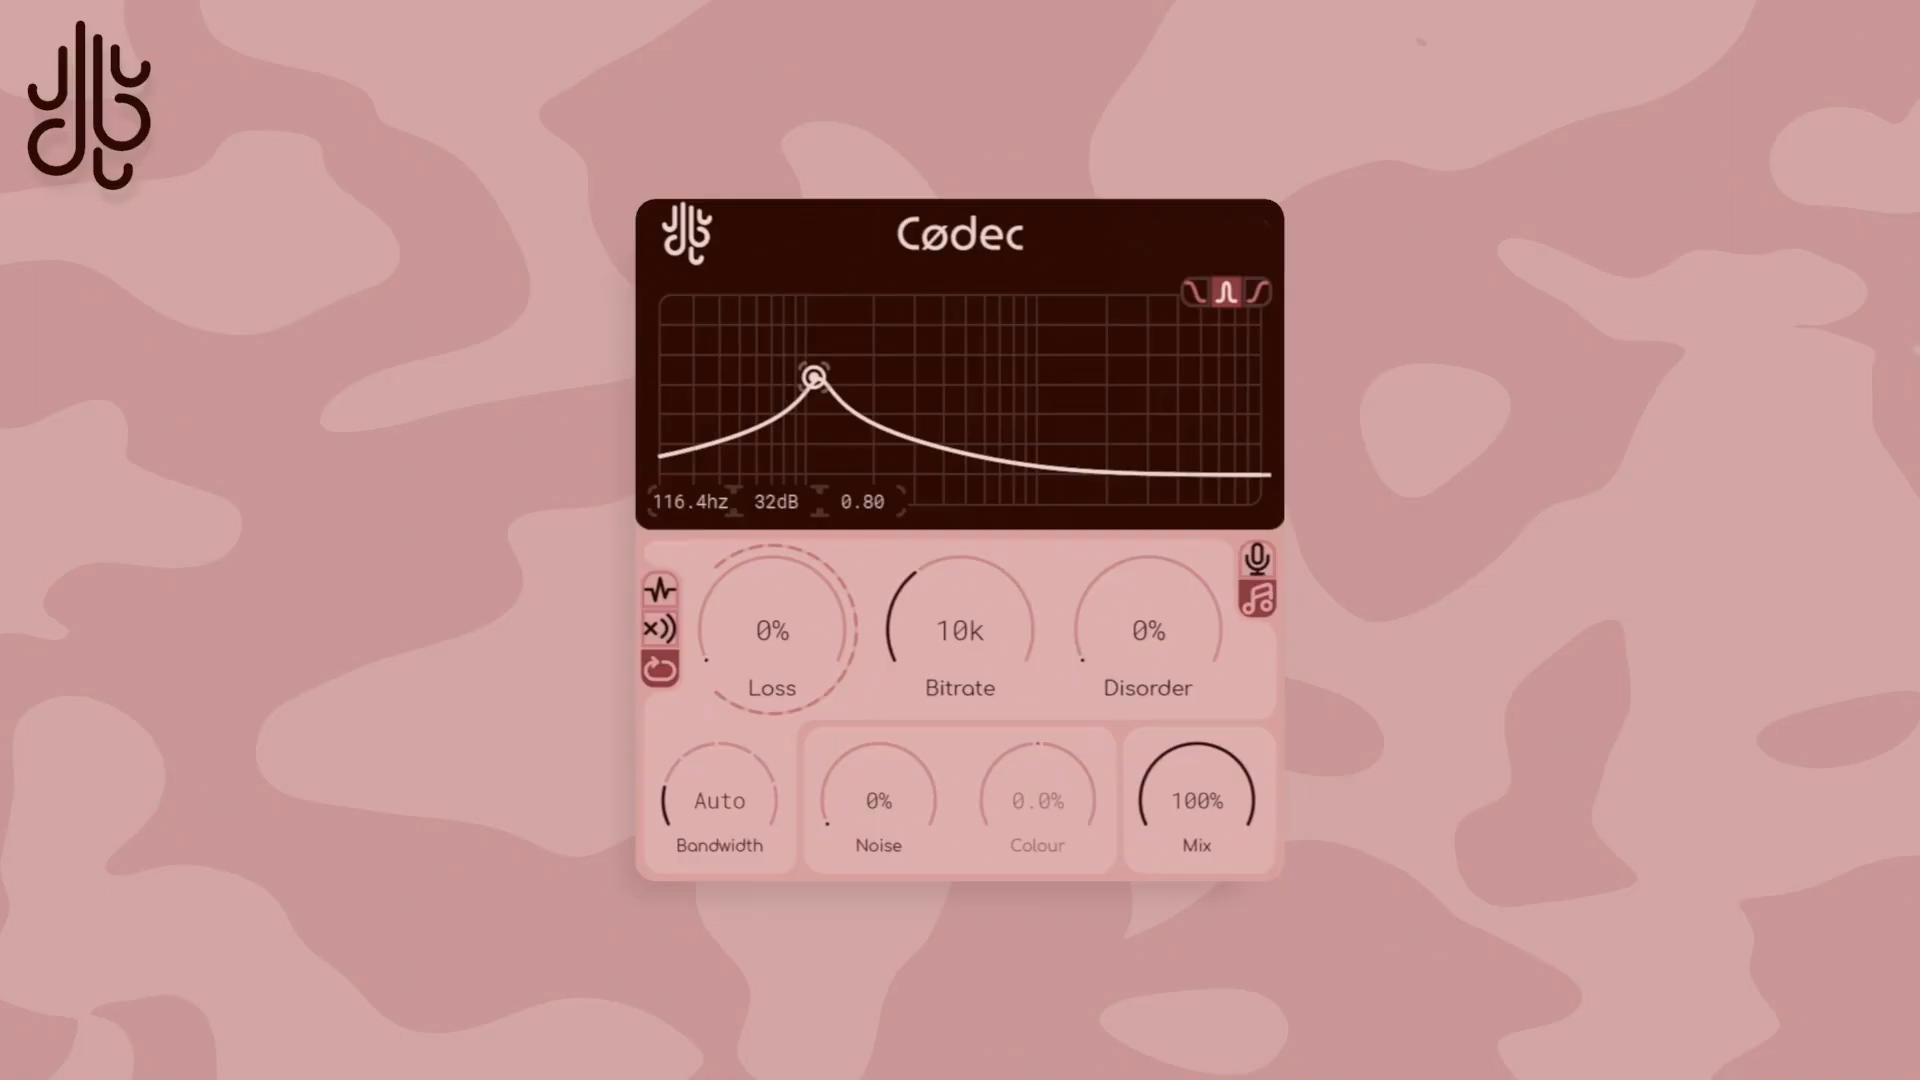 Cødec
116.4hz 32dB 0.80
0% 10k 0%
Loss Bitrate Disorder
Auto 0% 0.0% 100%
Bandwidth Noise Colour Mix